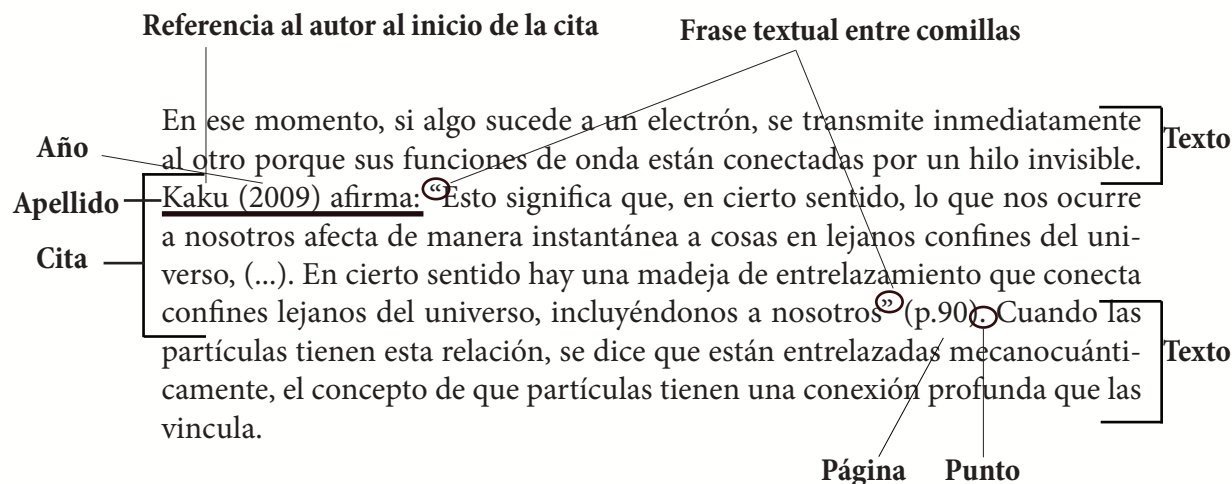 Referencia al autor al inicio de la cita
Frase textual entre comillas
En ese momento, si algo sucede a un electrón, se transmite inmediatamente
Texto
Año
al otro porque sus funciones de onda están conectadas por un hilo invisible.
Apellido
Kaku (2009) afirma: “Esto significa que, en cierto sentido, lo que nos ocurre
a nosotros afecta de manera instantánea a cosas en lejanos confines del uni-
Cita
verso, (...). En cierto sentido hay una madeja de entrelazamiento que conecta
confines lejanos del universo, incluyéndonos a nosotros” (p.90). Cuando las
partículas tienen esta relación, se dice que están entrelazadas mecanocuánti-
Texto
camente, el concepto de que partículas tienen una conexión profunda que las
vincula.
Página
Punto